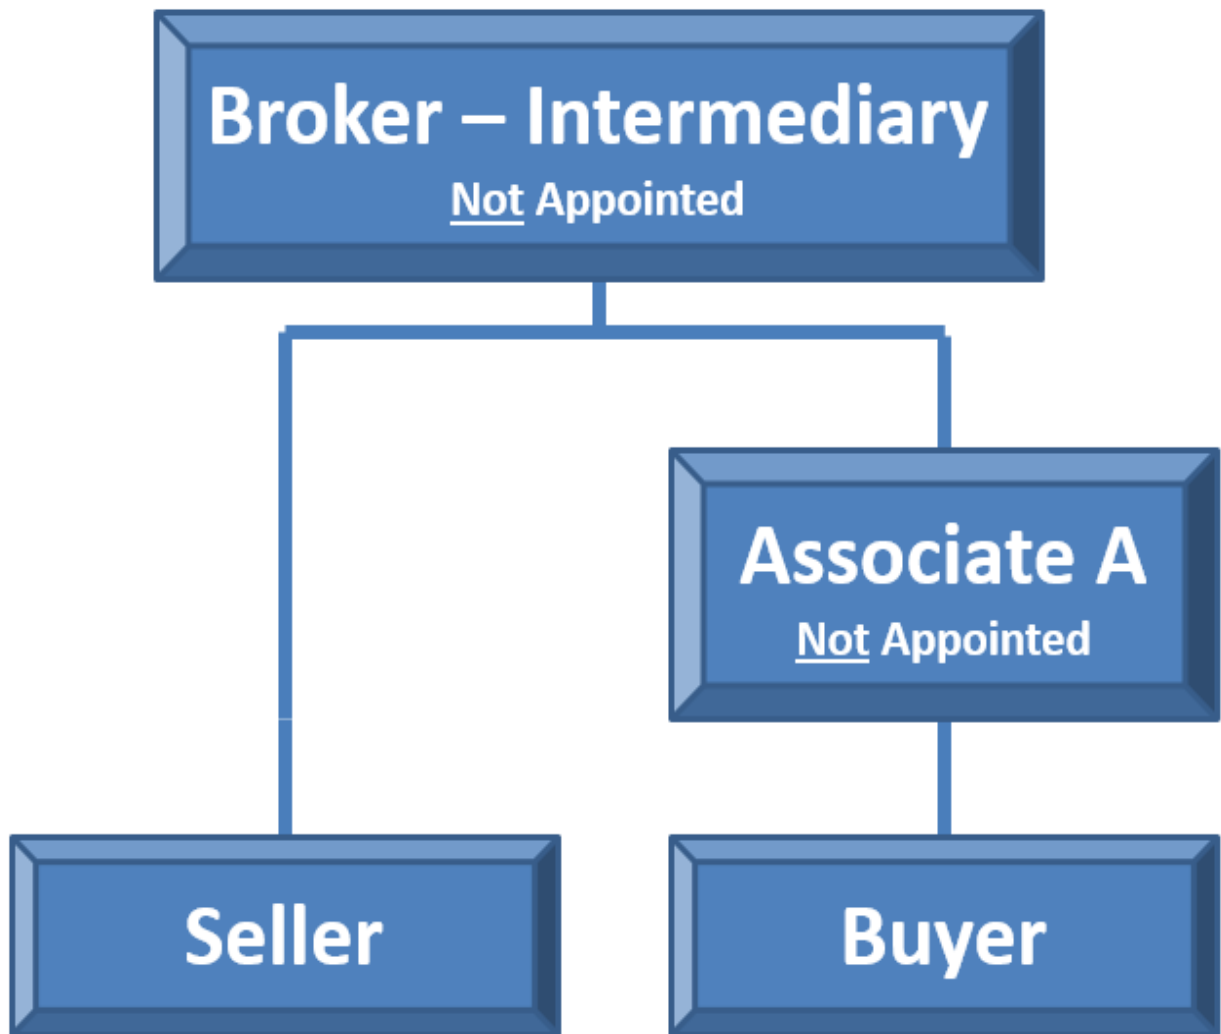 Broker – Intermediary
Not Appointed
Associate A
Not Appointed
Seller
Buyer